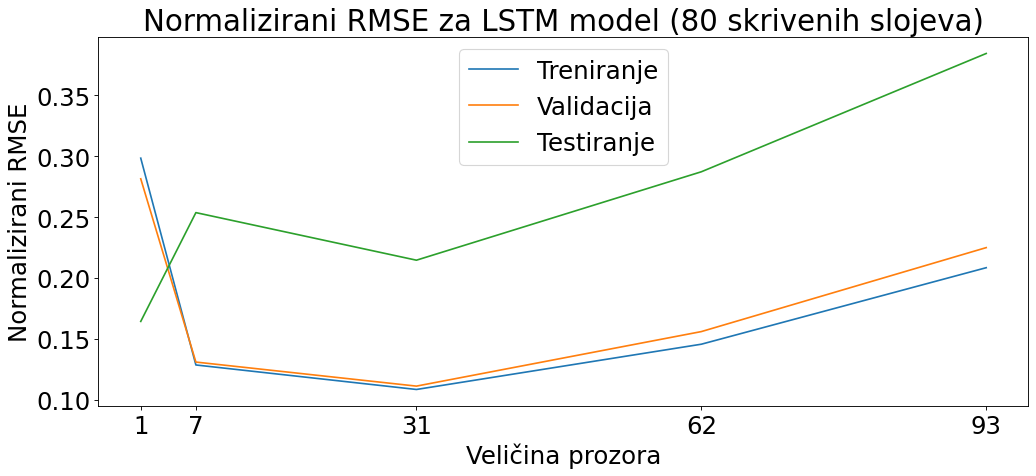 Normalizirani RMSE za LSTM model (80 skrivenih slojeva)
Treniranje
Validacija
Testiranje
Normalizirani RMSE
0.35
0.30
0.25
0.20
0.15
0.10
1 7 31 62 93
Veličina prozora